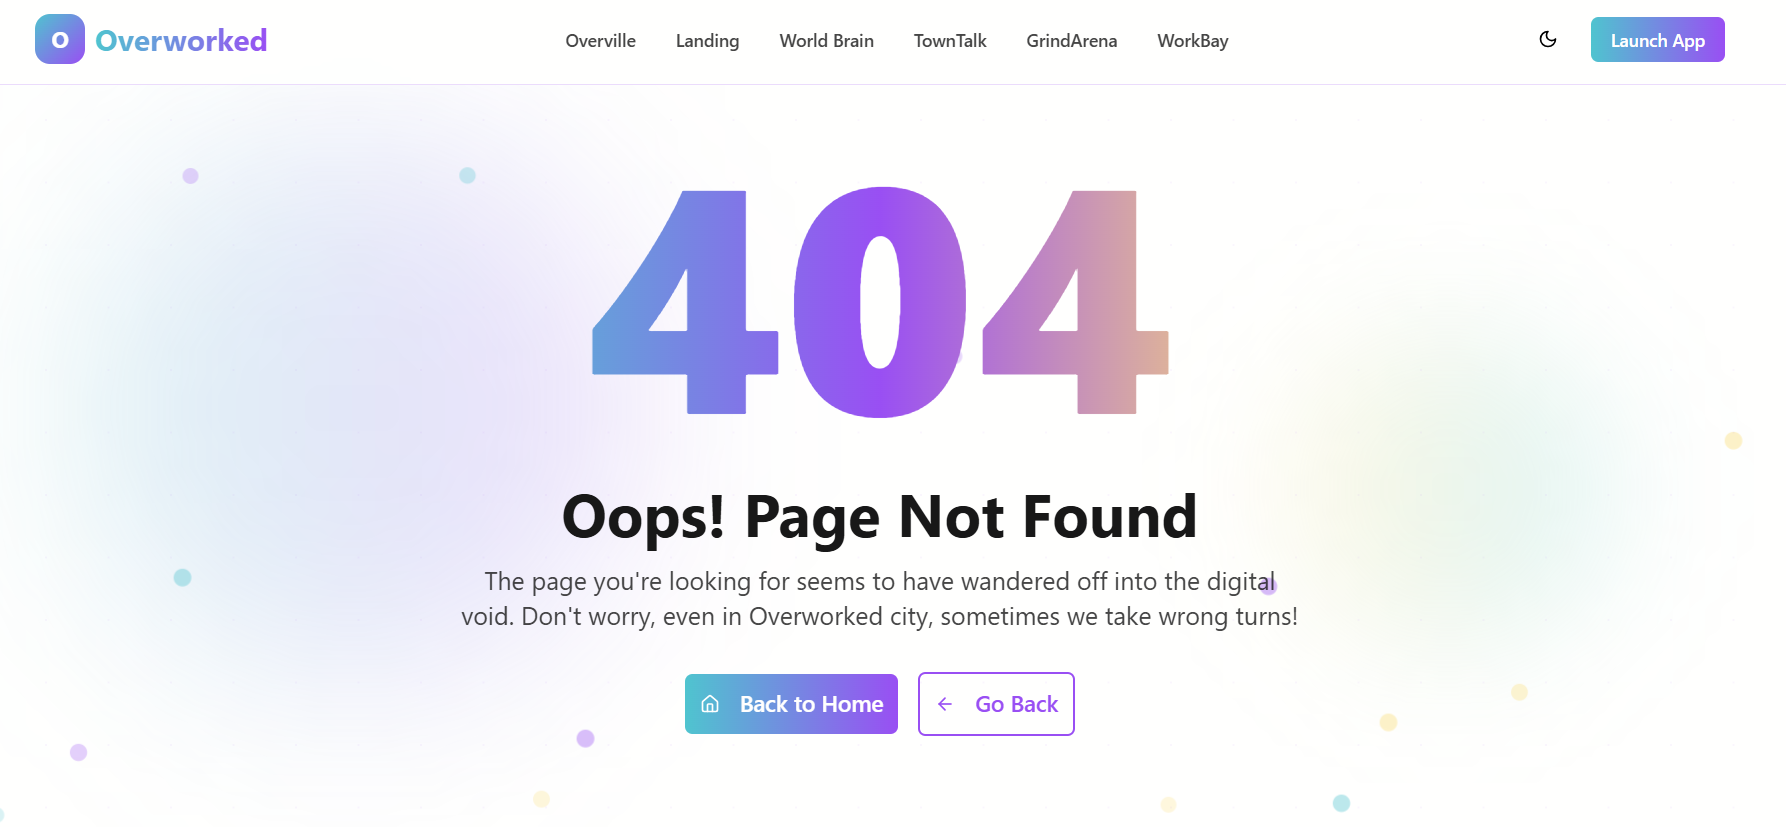 O Overworked
Overville Landing World Brain TownTalk GrindArena WorkBay
Launch App
404
Oops! Page Not Found
The page you're looking for seems to have wandered off into the digital
void. Don't worry, even in Overworked city, sometimes we take wrong turns!
Back to Home
Go Back